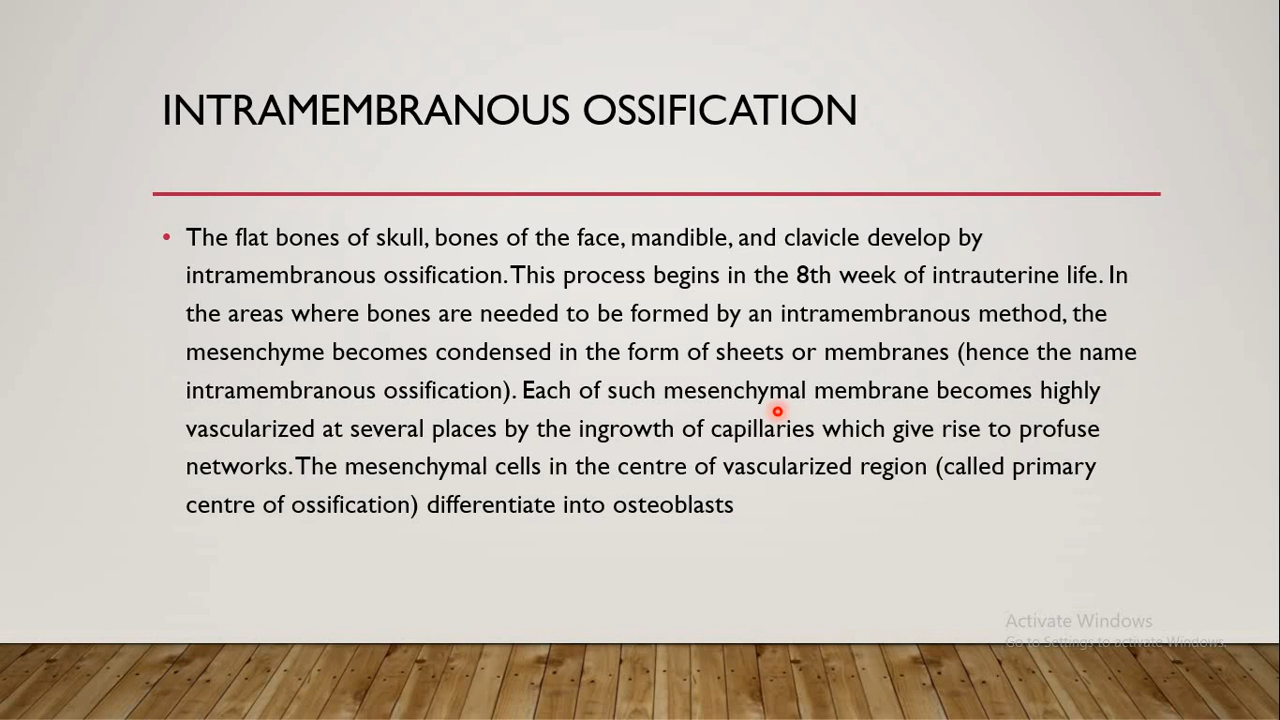 INTRAMEMBRANOUS OSSIFICATION
• The flat bones of skull, bones of the face, mandible, and clavicle develop by
intramembranous ossification. This process begins in the 8th week of intrauterine life. In
the areas where bones are needed to be formed by an intramembranous method, the
mesenchyme becomes condensed in the form of sheets or membranes (hence the name
intramembranous ossification). Each of such mesenchymal membrane becomes highly
vascularized at several places by the ingrowth of capillaries which give rise to profuse
networks. The mesenchymal cells in the centre of vascularized region (called primary
centre of ossification) differentiate into osteoblasts
Activate Windows
Go to Settings to activate Windows.